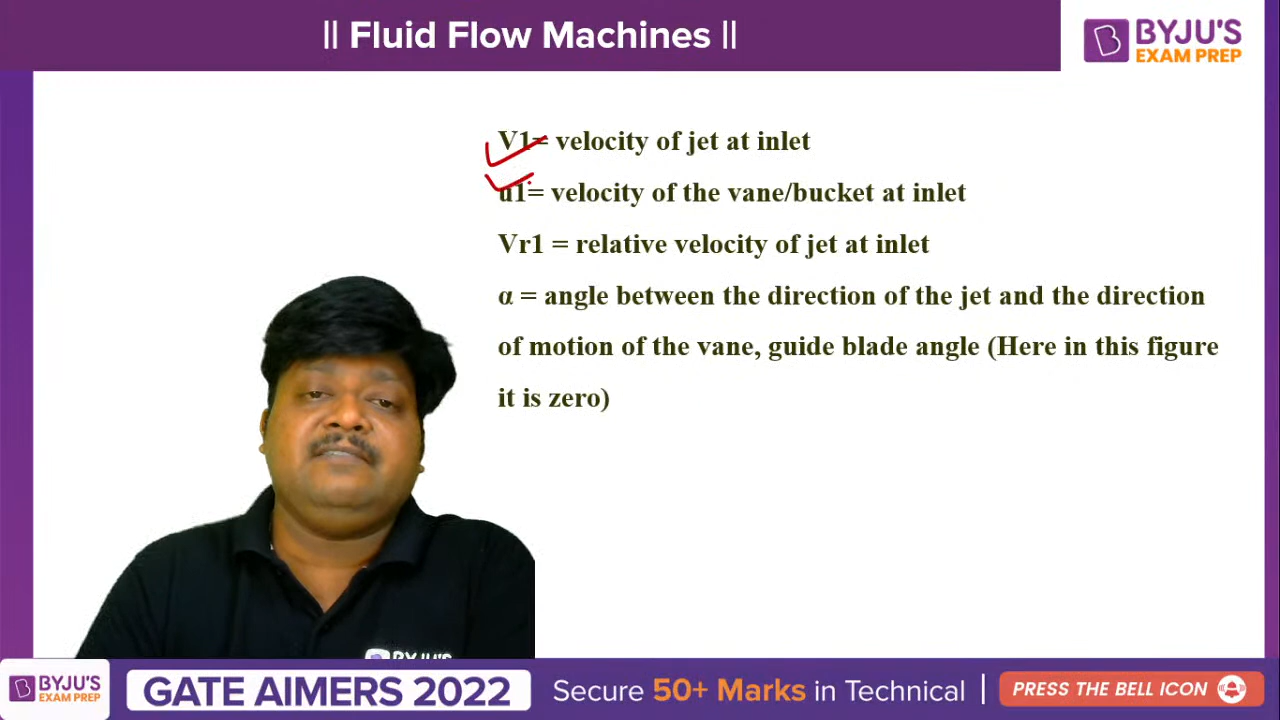 || Fluid Flow Machines ||
BYJU'S
EXAM PREP
V1= velocity of jet at inlet
u1= velocity of the vane/bucket at inlet
Vr1 = relative velocity of jet at inlet
α = angle between the direction of the jet and the direction
of motion of the vane, guide blade angle (Here in this figure
it is zero)
BYJU'S
BYJU'S
EXAM PREP
GATE AIMERS 2022
Secure 50+ Marks in Technical
PRESS THE BELL ICON